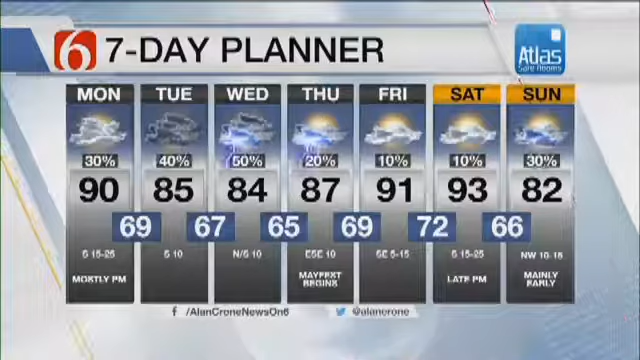 6 7-DAY PLANNER
Atlas
Safe Rooms
MON TUE WED THU FRI SAT SUN
30% 40% 50% 20% 10% 10% 30%
90 85 84 87 91 93 82
69 67 65 69 72 66
S 15-25 S 10 N/S 10 ESE 10 SE 5-15 S 15-25 NW 10-15
MOSTLY PM MAYFEST BEGINS LATE PM MAINLY EARLY
f /AlanCroneNewsOn6 @alancrone